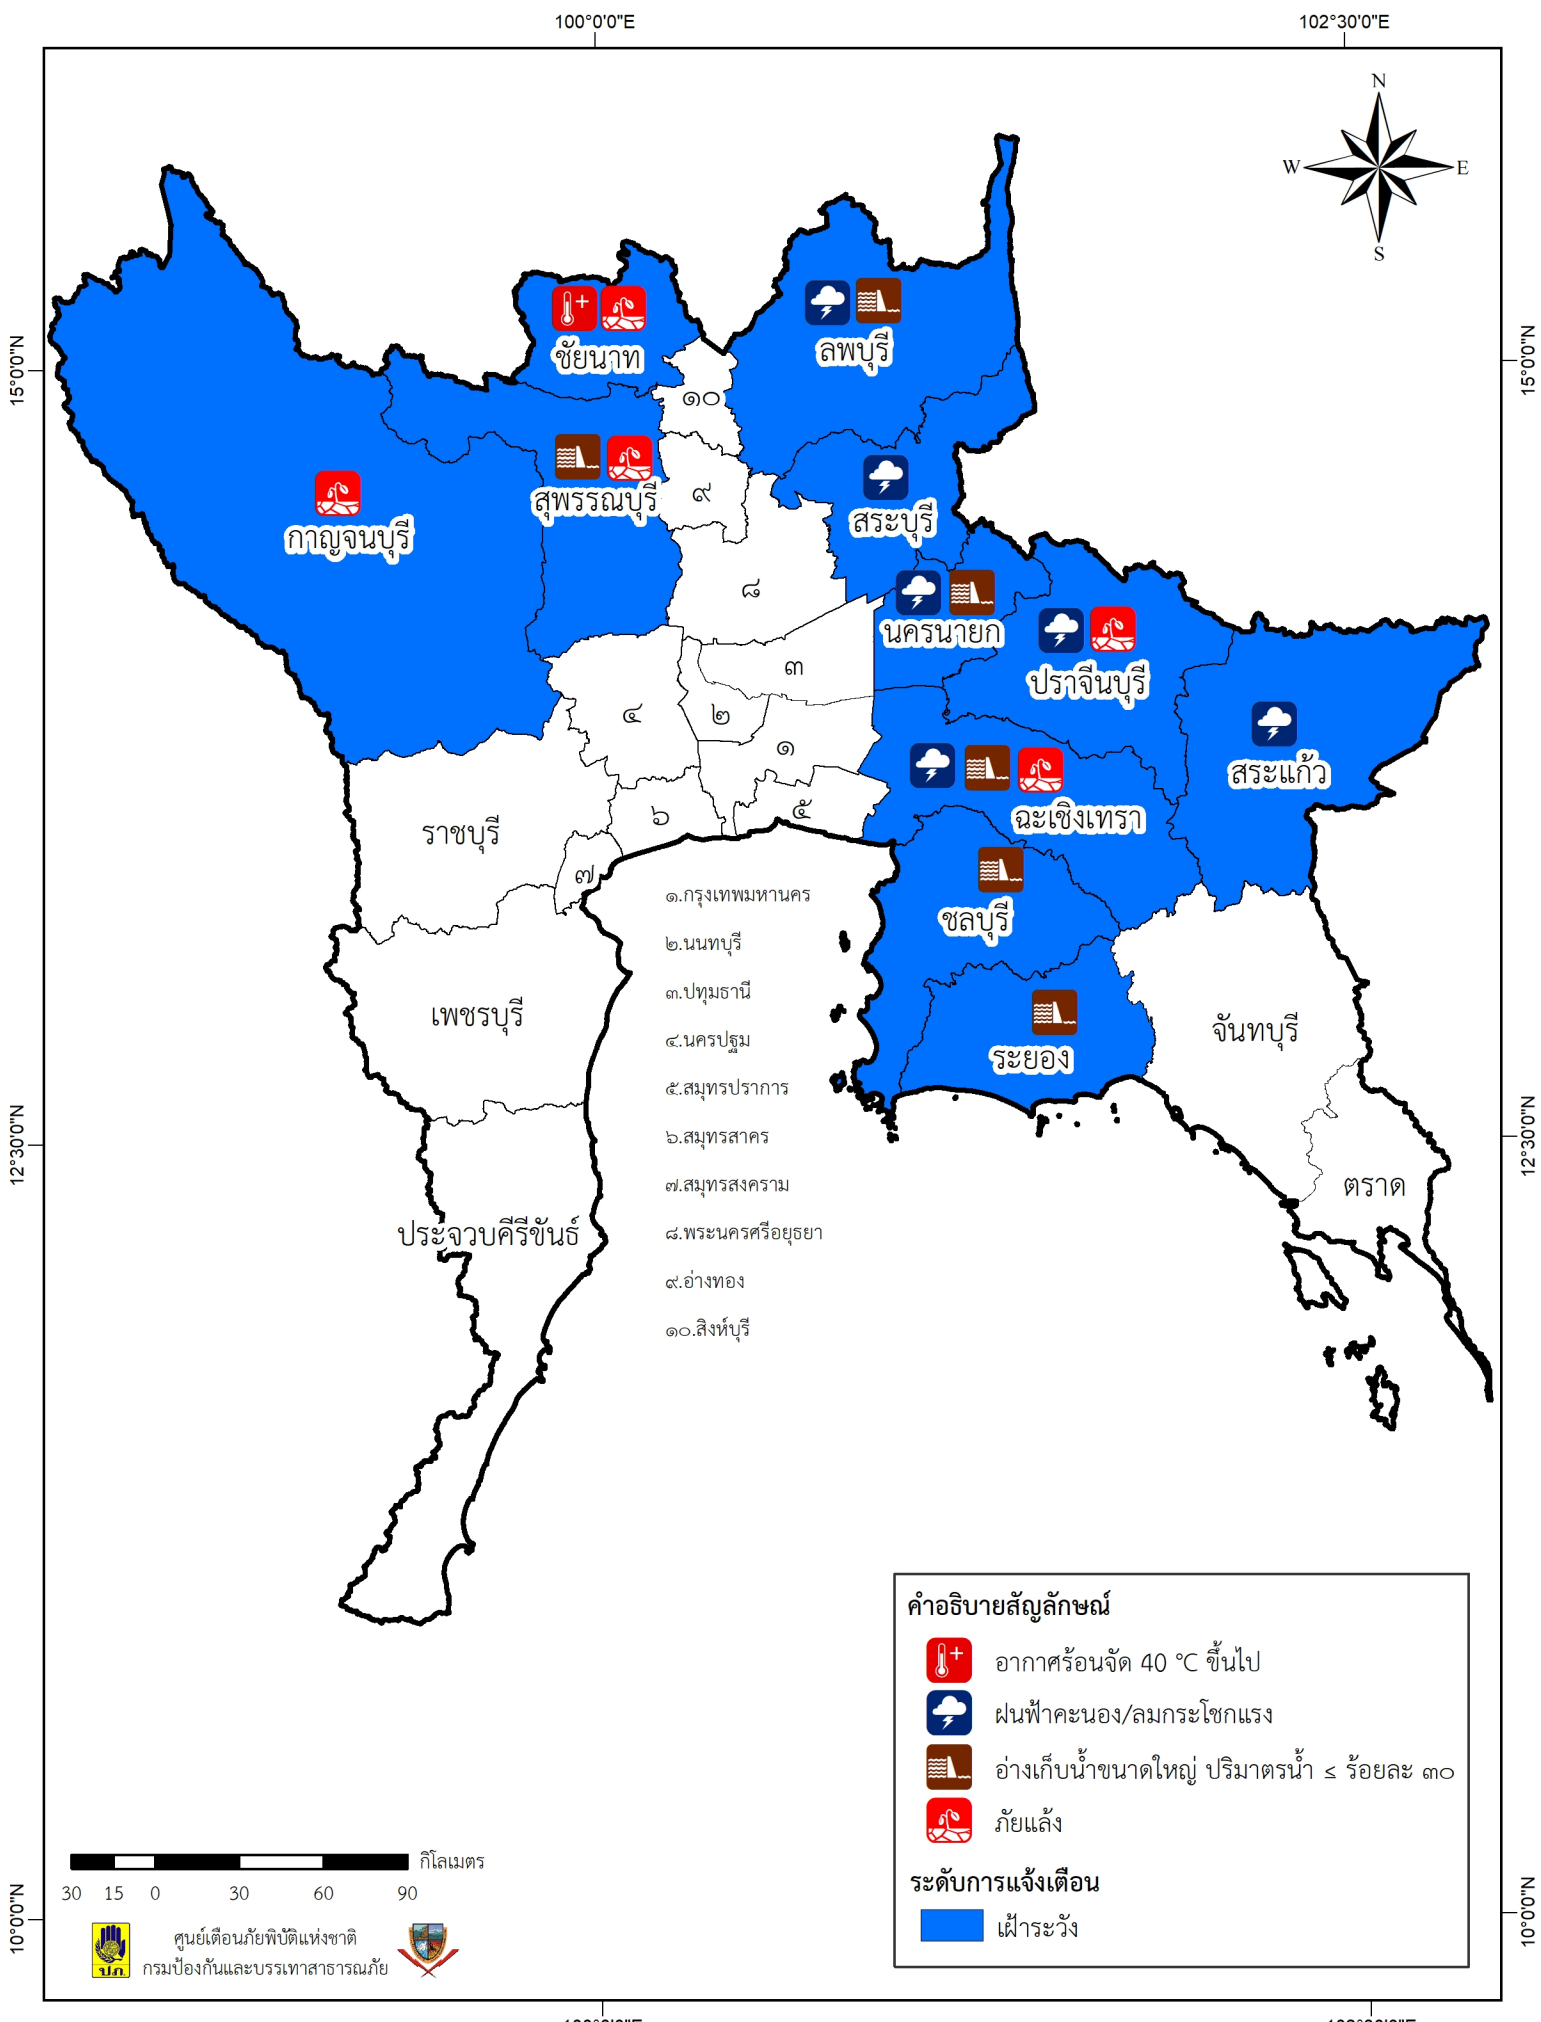 100°0'0"E
102°30'0"E
N
W
E
S
15°0'0"N
15°0'0"N
ชัยนาท
ลพบุรี
๑๐
สุพรรณบุรี
๙
สระบุรี
กาญจนบุรี
๘
นครนายก
๓
ปราจีนบุรี
๔
๒
๑
สระแก้ว
๕
ฉะเชิงเทรา
๖
ราชบุรี
๗
ชลบุรี
เพชรบุรี
ระยอง
จันทบุรี
12°30'0"N
12°30'0"N
ตราด
ประจวบคีรีขันธ์
๑.กรุงเทพมหานคร
๒.นนทบุรี
๓.ปทุมธานี
๔.นครปฐม
๕.สมุทรปราการ
๖.สมุทรสาคร
๗.สมุทรสงคราม
๘.พระนครศรีอยุธยา
๙.อ่างทอง
๑๐.สิงห์บุรี
คำอธิบายสัญลักษณ์
อากาศร้อนจัด 40 °C ขึ้นไป
ฝนฟ้าคะนอง/ลมกระโชกแรง
อ่างเก็บน้ำขนาดใหญ่ ปริมาตรน้ำ ≤ ร้อยละ ๓๐
ภัยแล้ง
ระดับการแจ้งเตือน
เฝ้าระวัง
กิโลเมตร
30 15 0 30 60 90
ศูนย์เตือนภัยพิบัติแห่งชาติ
กรมป้องกันและบรรเทาสาธารณภัย
ปภ.
10°0'0"N
10°0'0"N